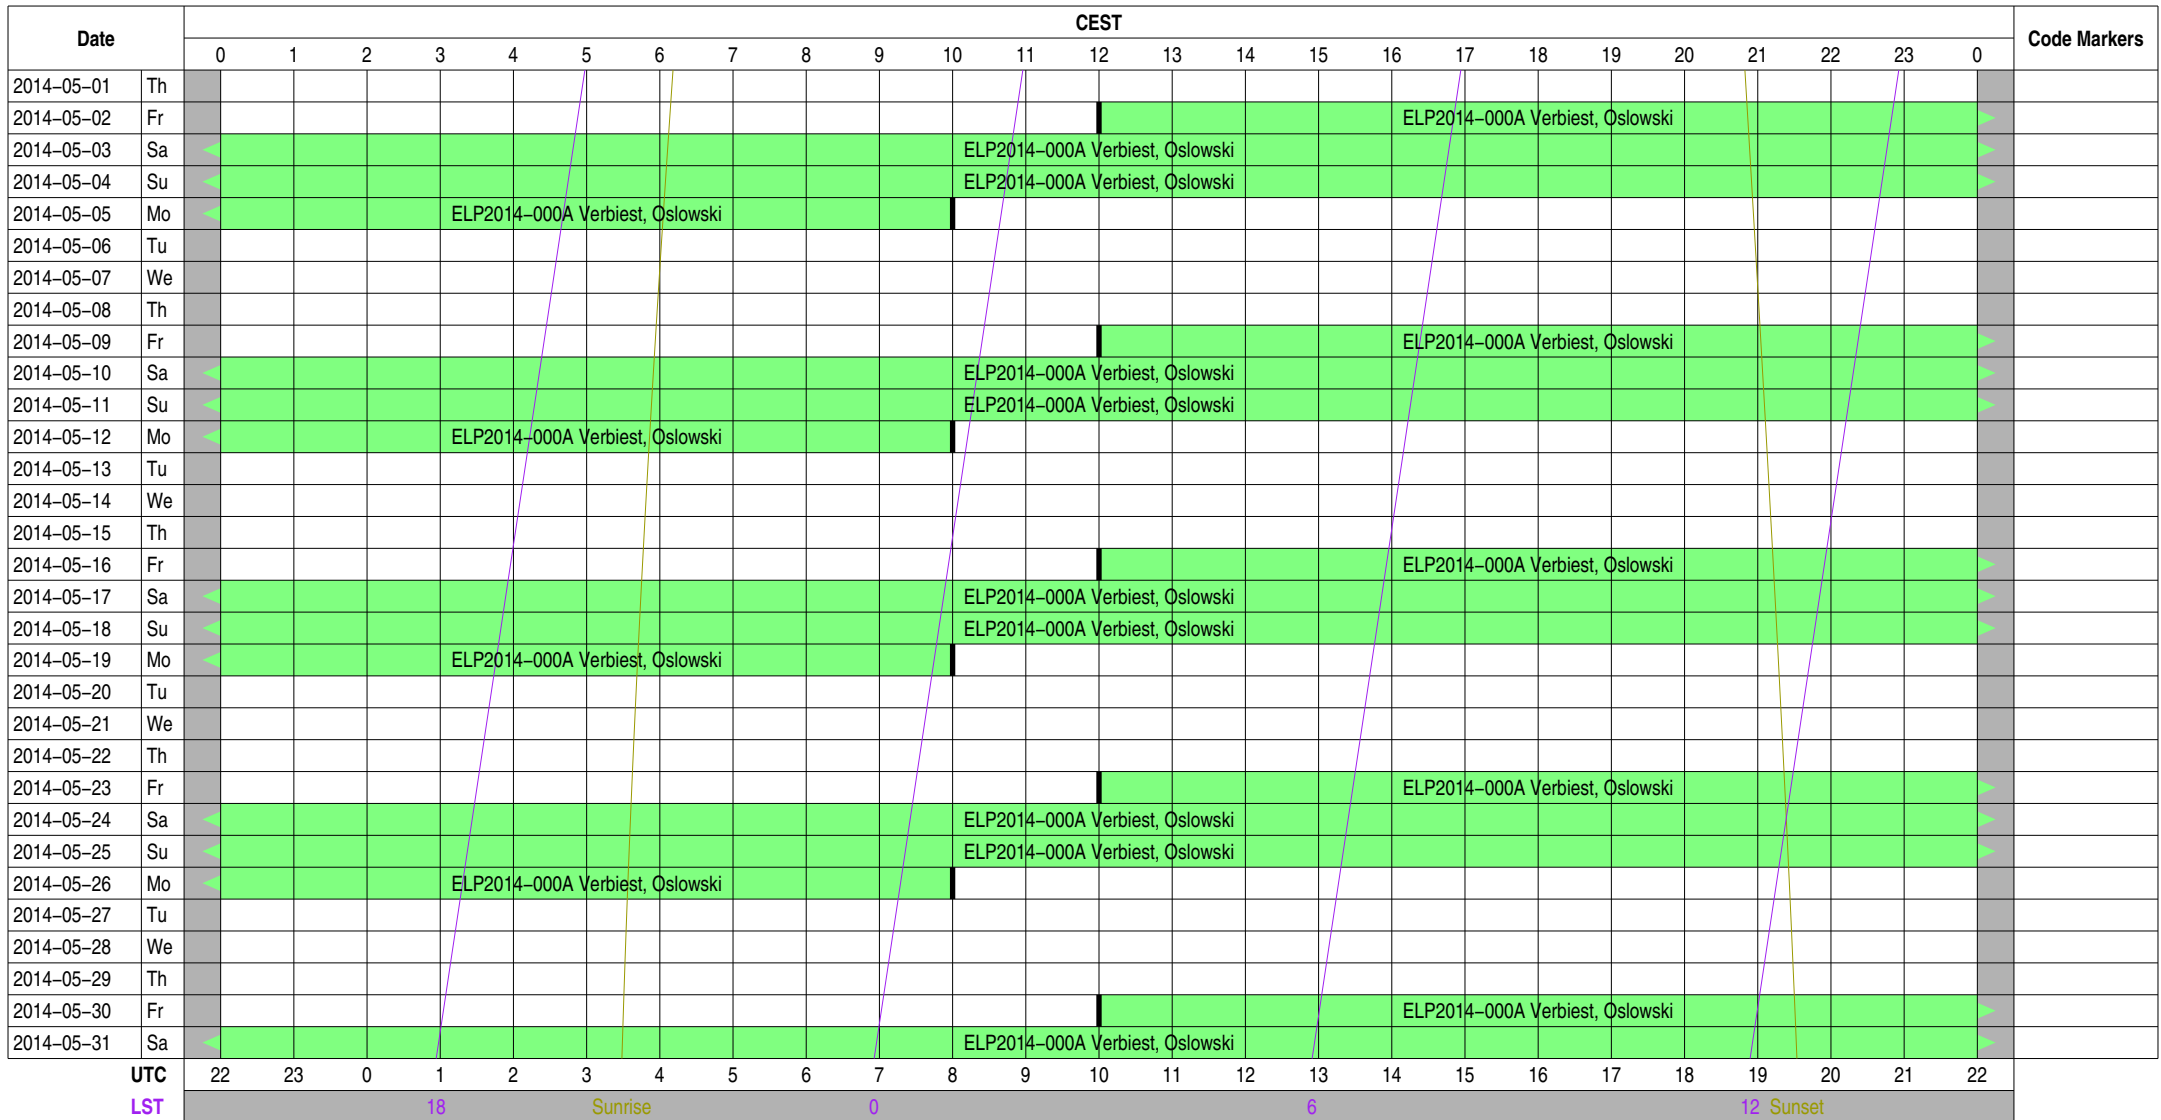 Date CEST Code Markers
0 1 2 3 4 5 6 7 8 9 10 11 12 13 14 15 16 17 18 19 20 21 22 23 0
2014-05-01 Th
2014-05-02 Fr ELP2014-000A Verbiest, Oslowski
2014-05-03 Sa ELP2014-000A Verbiest, Oslowski
2014-05-04 Su ELP2014-000A Verbiest, Oslowski
2014-05-05 Mo ELP2014-000A Verbiest, Oslowski
2014-05-06 Tu
2014-05-07 We
2014-05-08 Th
2014-05-09 Fr ELP2014-000A Verbiest, Oslowski
2014-05-10 Sa ELP2014-000A Verbiest, Oslowski
2014-05-11 Su ELP2014-000A Verbiest, Oslowski
2014-05-12 Mo ELP2014-000A Verbiest, Oslowski
2014-05-13 Tu
2014-05-14 We
2014-05-15 Th
2014-05-16 Fr ELP2014-000A Verbiest, Oslowski
2014-05-17 Sa ELP2014-000A Verbiest, Oslowski
2014-05-18 Su ELP2014-000A Verbiest, Oslowski
2014-05-19 Mo ELP2014-000A Verbiest, Oslowski
2014-05-20 Tu
2014-05-21 We
2014-05-22 Th
2014-05-23 Fr ELP2014-000A Verbiest, Oslowski
2014-05-24 Sa ELP2014-000A Verbiest, Oslowski
2014-05-25 Su ELP2014-000A Verbiest, Oslowski
2014-05-26 Mo ELP2014-000A Verbiest, Oslowski
2014-05-27 Tu
2014-05-28 We
2014-05-29 Th
2014-05-30 Fr ELP2014-000A Verbiest, Oslowski
2014-05-31 Sa ELP2014-000A Verbiest, Oslowski
UTC 22 23 0 1 2 3 4 5 6 7 8 9 10 11 12 13 14 15 16 17 18 19 20 21 22
LST 18 Sunrise 0 6 12 Sunset